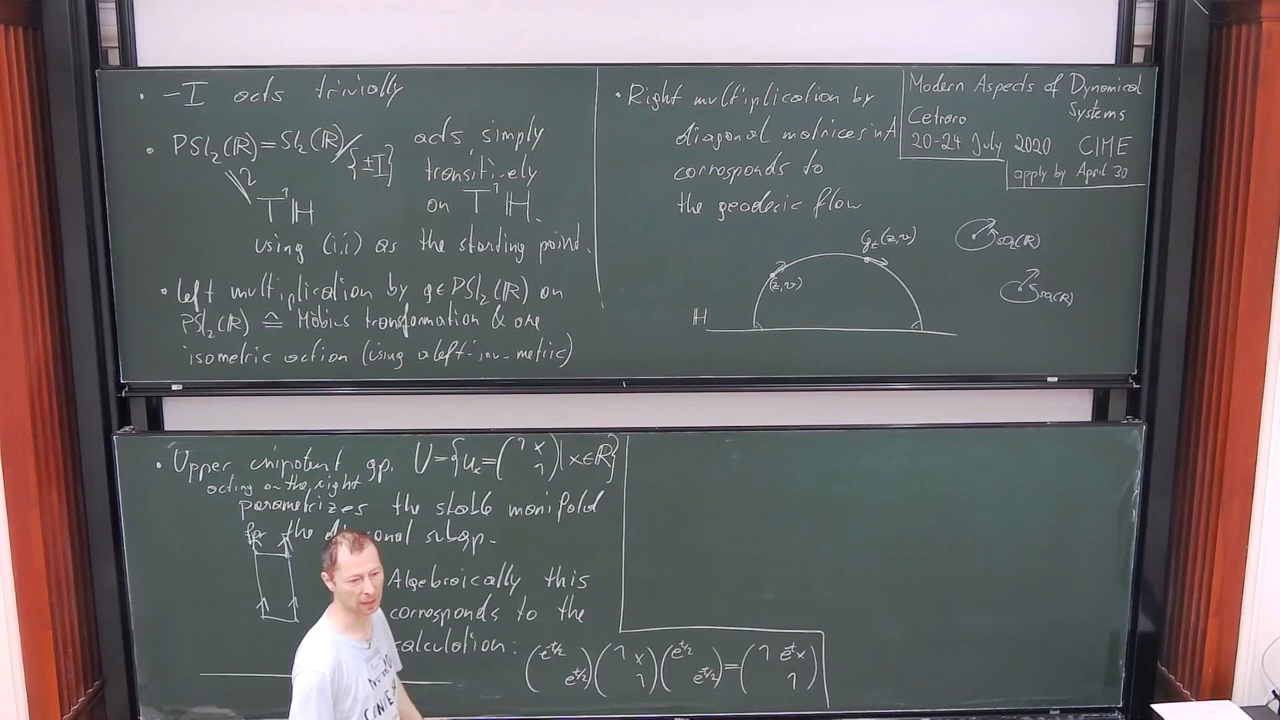 · -I acts trivially
· PSL₂(ℝ) = SL₂(ℝ)/{±I} acts simply
transitively
T¹ℍ on T¹ℍ.
using (i,i) as the starting point.
· Left multiplication by g∈PSL₂(ℝ) on
PSL₂(ℝ) ≙ Möbius transformation & are
isometric action (using a left-inv. metric)
· Right multiplication by
diagonal matrices in A
corresponds to
the geodesic flow
g_t(z,v)
(z,v)
ℍ
SO₂(ℝ)
SO₂(ℝ)
Modern Aspects of Dynamical
Systems
Cetraro
20-24 July 2020 CIME
apply by April 30
· Upper unipotent gp. U={u_x=(1 x; 1)|x∈ℝ}
acting on the right
parametrizes the stable manifold
for the diagonal subgp.
Algebraically this
corresponds to the
calculation: (e^{t/2} ; e^{-t/2})(1 x; 1)(e^{t/2} ; e^{-t/2})=(1 e^{t}x; 1)